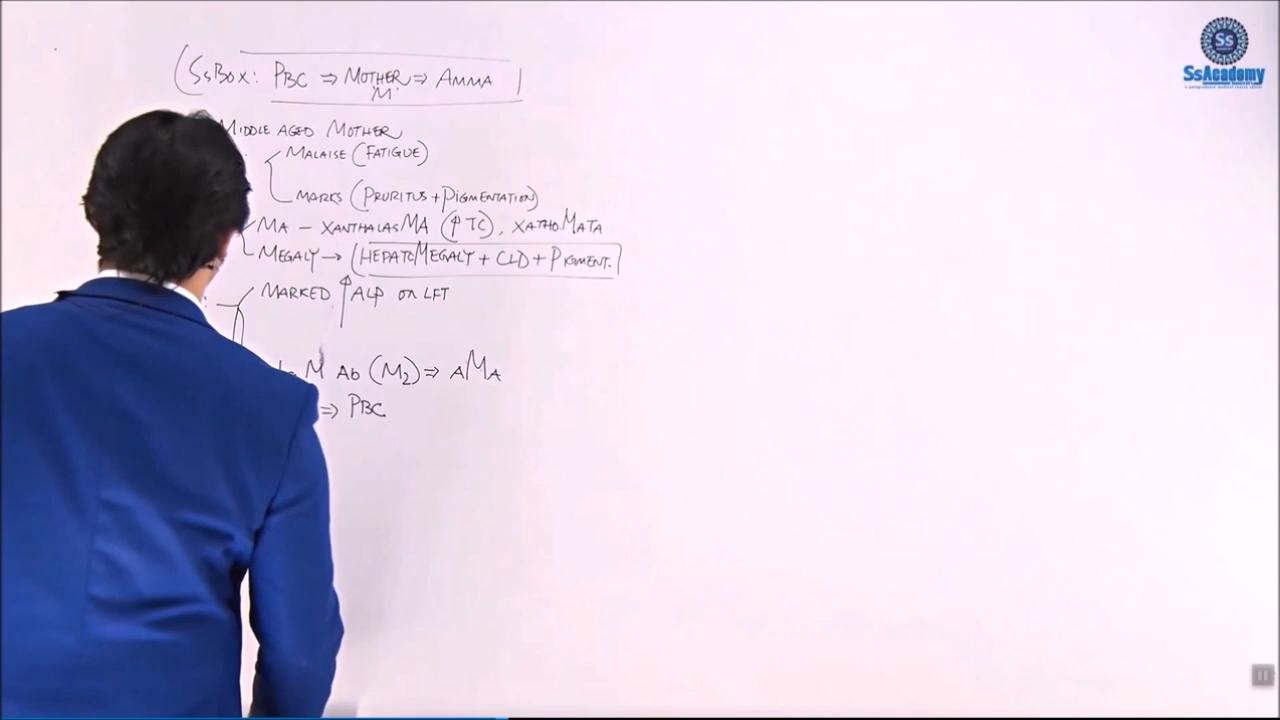 (SSBOX: PBC ⇒ MOTHER ⇒ AMMA
M
MIDDLE AGED MOTHER
MALAISE (FATIGUE)
MARKS (PRURITUS + PIGMENTATION)
MA – XANTHALASMA (↑ TC), XATHOMATA
MEGALY → (HEPATOMEGALY + CLD + PIGMENT.)
MARKED ↑ ALP on LFT
M Ab (M2) ⇒ AMA
⇒ PBC
Ss
SsAcademy